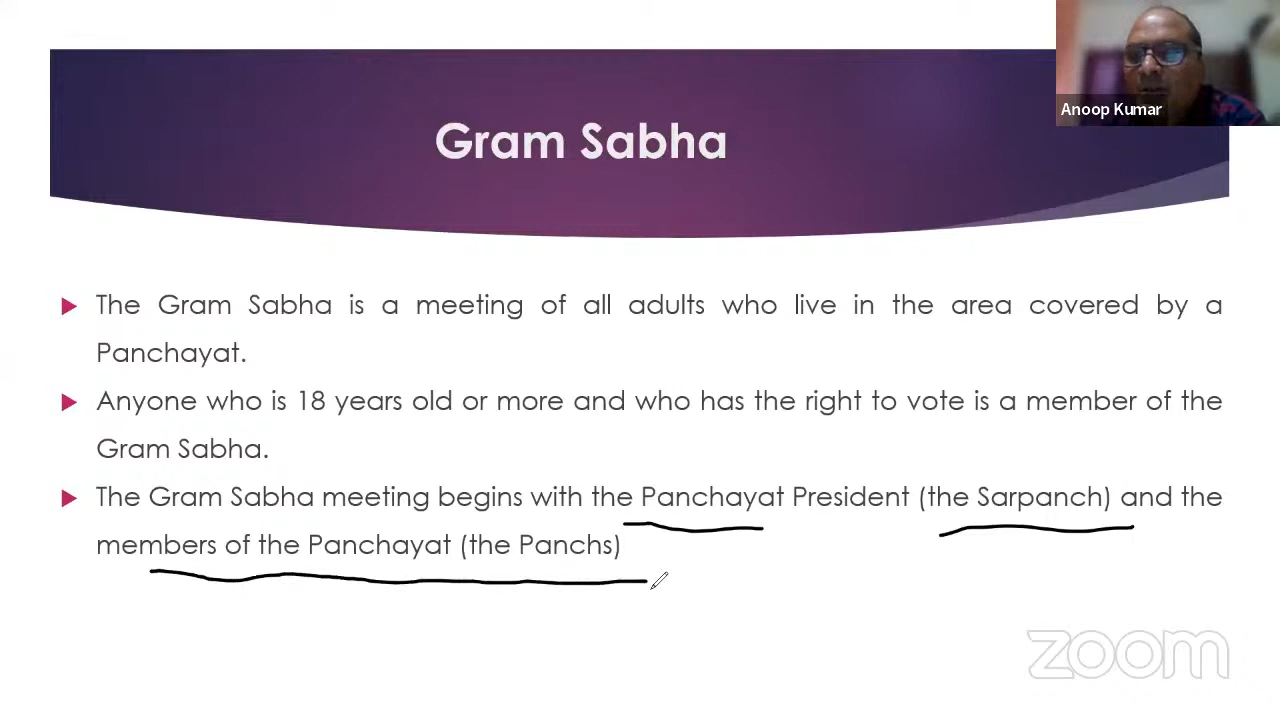 Anoop Kumar
Gram Sabha
The Gram Sabha is a meeting of all adults who live in the area covered by a
Panchayat.
Anyone who is 18 years old or more and who has the right to vote is a member of the
Gram Sabha.
The Gram Sabha meeting begins with the Panchayat President (the Sarpanch) and the
members of the Panchayat (the Panchs)
zoom